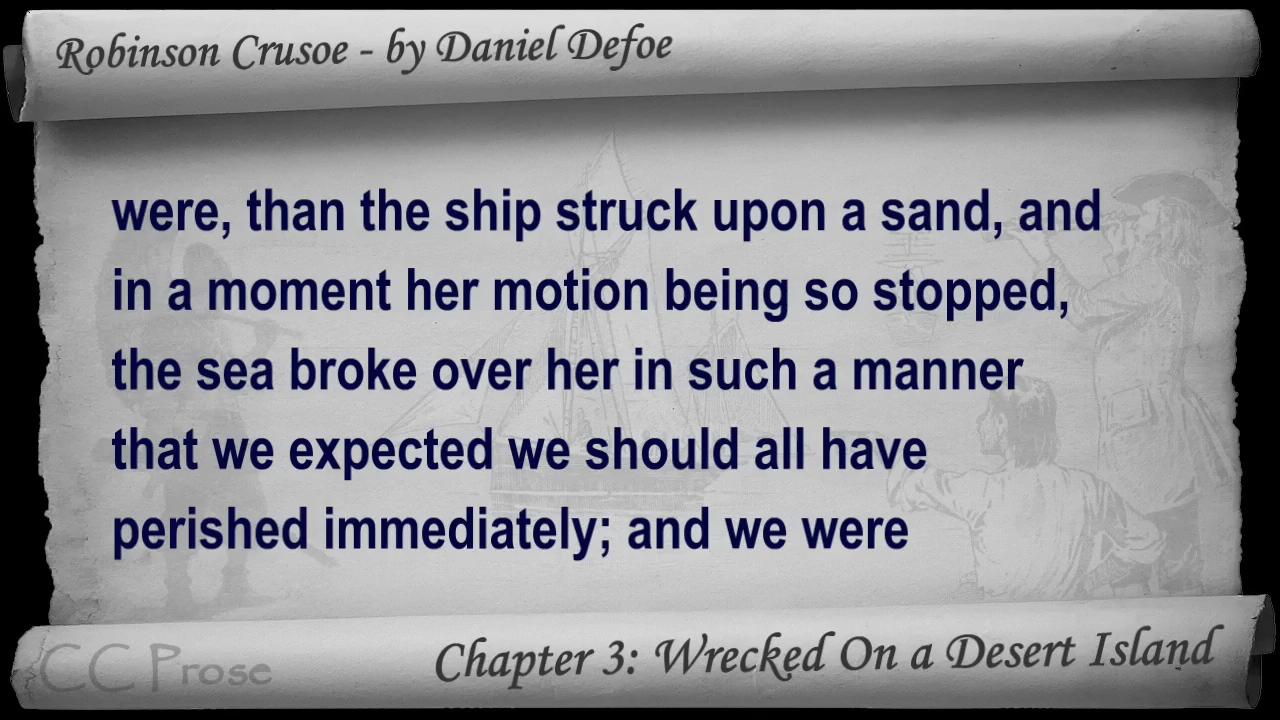 Robinson Crusoe - by Daniel Defoe
were, than the ship struck upon a sand, and
in a moment her motion being so stopped,
the sea broke over her in such a manner
that we expected we should all have
perished immediately; and we were
CC Prose
Chapter 3: Wrecked On a Desert Island